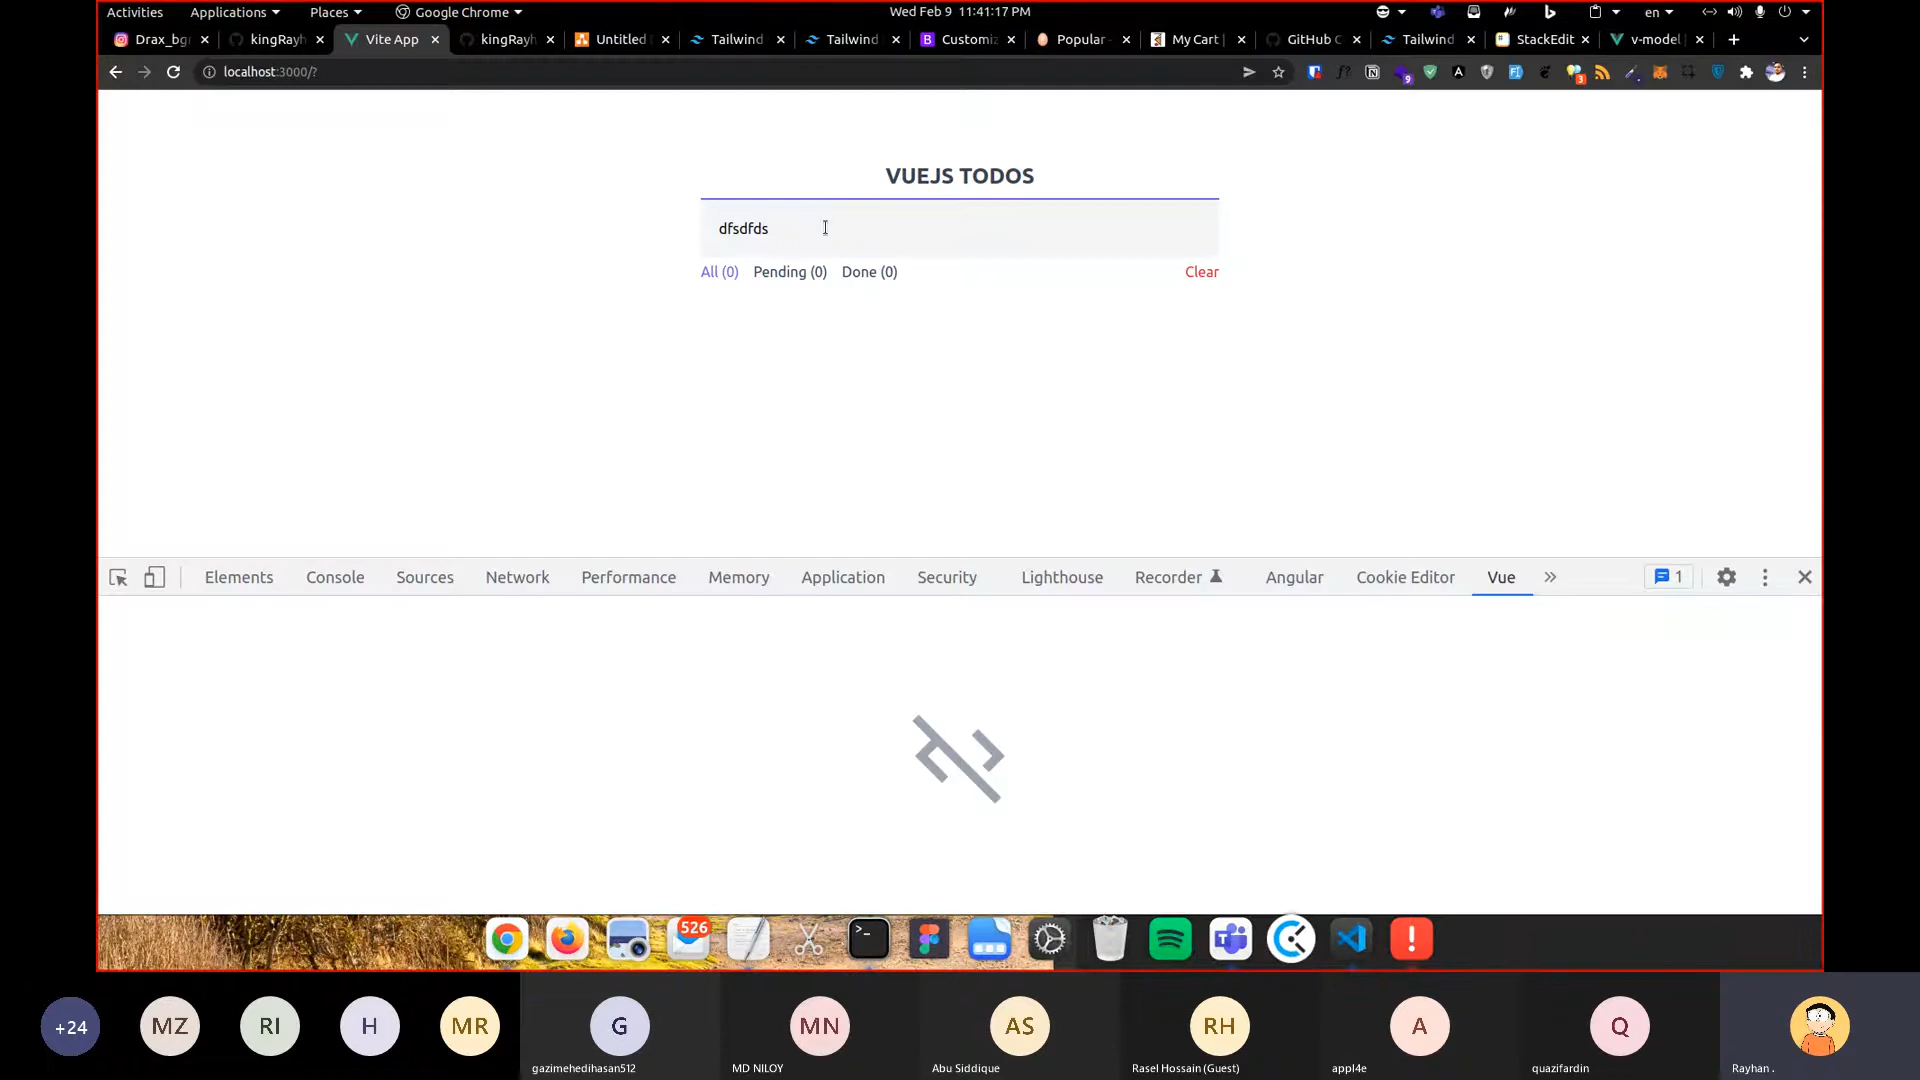 Activities Applications Places Google Chrome Wed Feb 9 11:41:17 PM en
Drax_bg kingRayh Vite App kingRayh Untitled Tailwind Tailwind Customiz Popular My Cart GitHub C Tailwind StackEdit v-model
localhost:3000/?
VUEJS TODOS
dfsdfds
All (0) Pending (0) Done (0) Clear
Elements Console Sources Network Performance Memory Application Security Lighthouse Recorder Angular Cookie Editor Vue 1
526
+24 MZ RI H MR G MN AS RH A Q
gazimehedihasan512 MD NILOY Abu Siddique Rasel Hossain (Guest) appl4e quazifardin Rayhan .